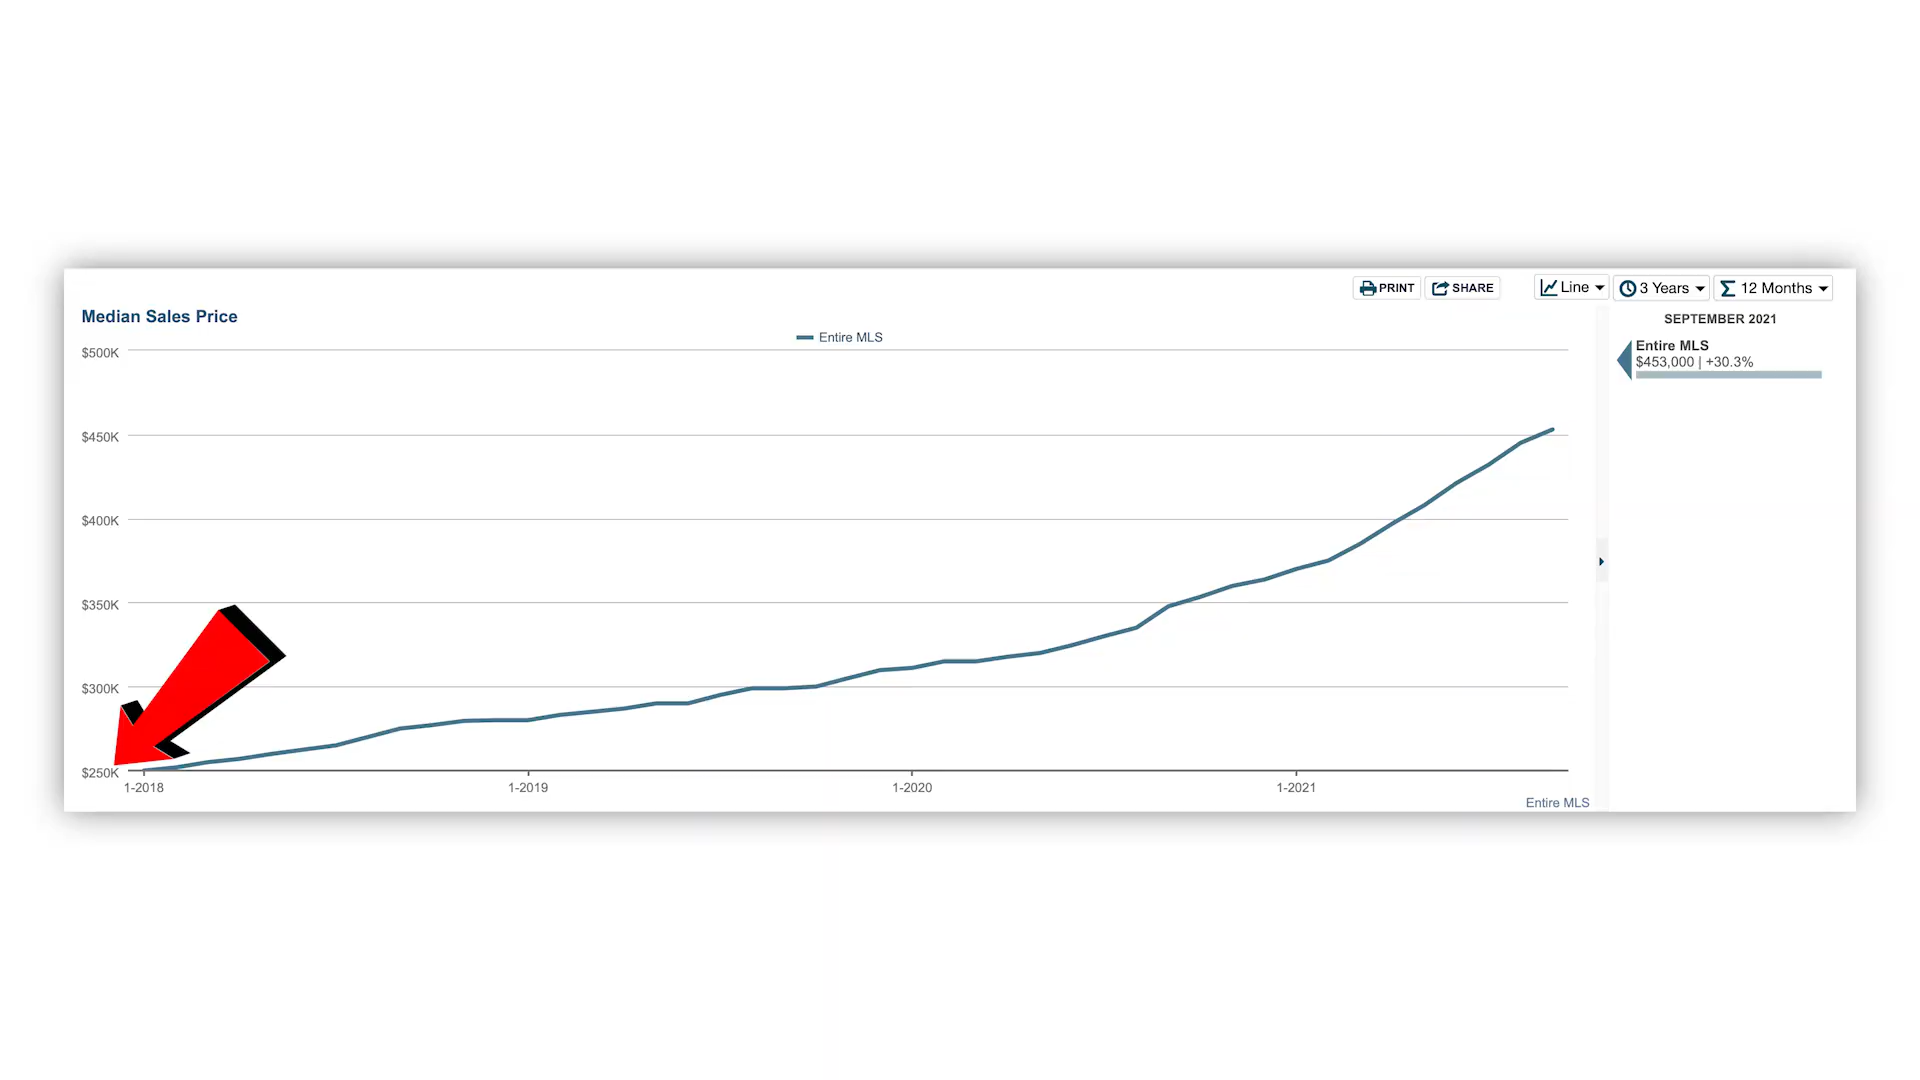 PRINT
SHARE
Line
3 Years
12 Months
Median Sales Price
SEPTEMBER 2021
Entire MLS
Entire MLS
$453,000 | +30.3%
$500K
$450K
$400K
$350K
$300K
$250K
1-2018
1-2019
1-2020
1-2021
Entire MLS